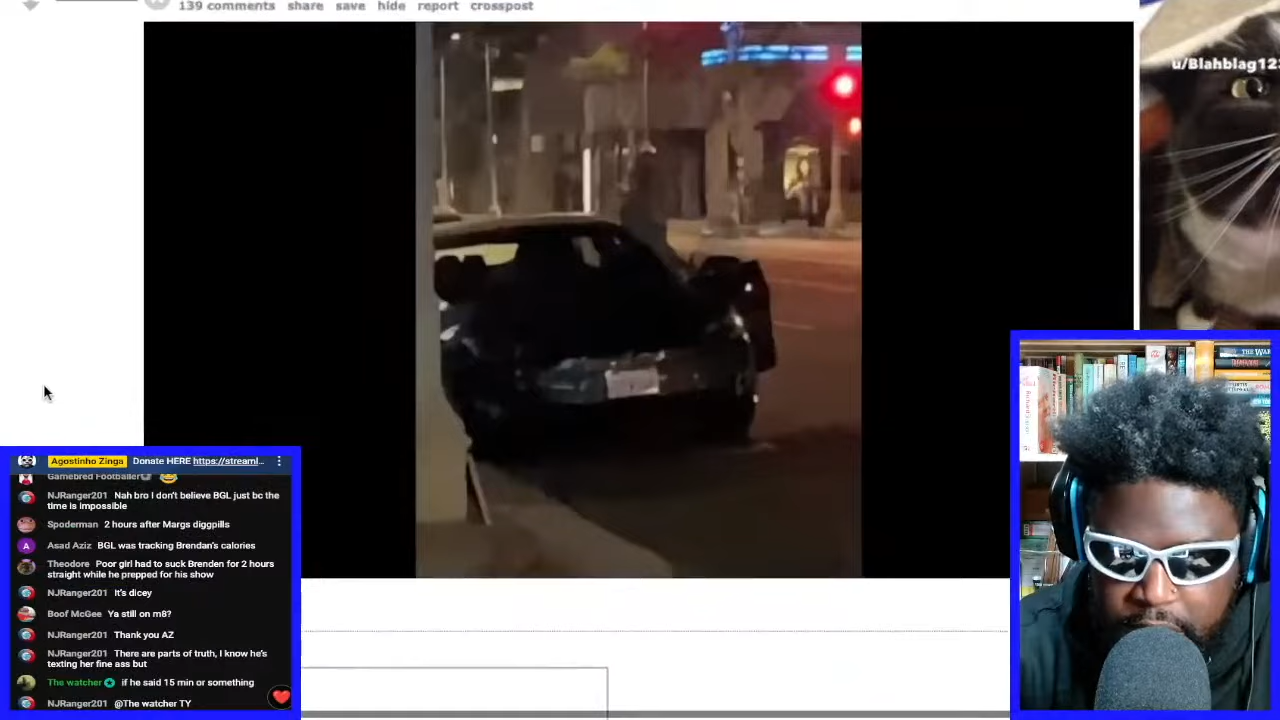 139 comments share save hide report crosspost
u/Blahblag12
Agostinho Zinga Donate HERE https://streaml...
Gamebred Footballer
NJRanger201 Nah bro I don't believe BGL just bc the
time is impossible
Spoderman 2 hours after Margs diggpills
Asad Aziz BGL was tracking Brendan's calories
Theodore Poor girl had to suck Brenden for 2 hours
straight while he prepped for his show
NJRanger201 It's dicey
Boof McGee Ya still on m8?
NJRanger201 Thank you AZ
NJRanger201 There are parts of truth, I know he's
texting her fine ass but
The watcher if he said 15 min or something
NJRanger201 @The watcher TY